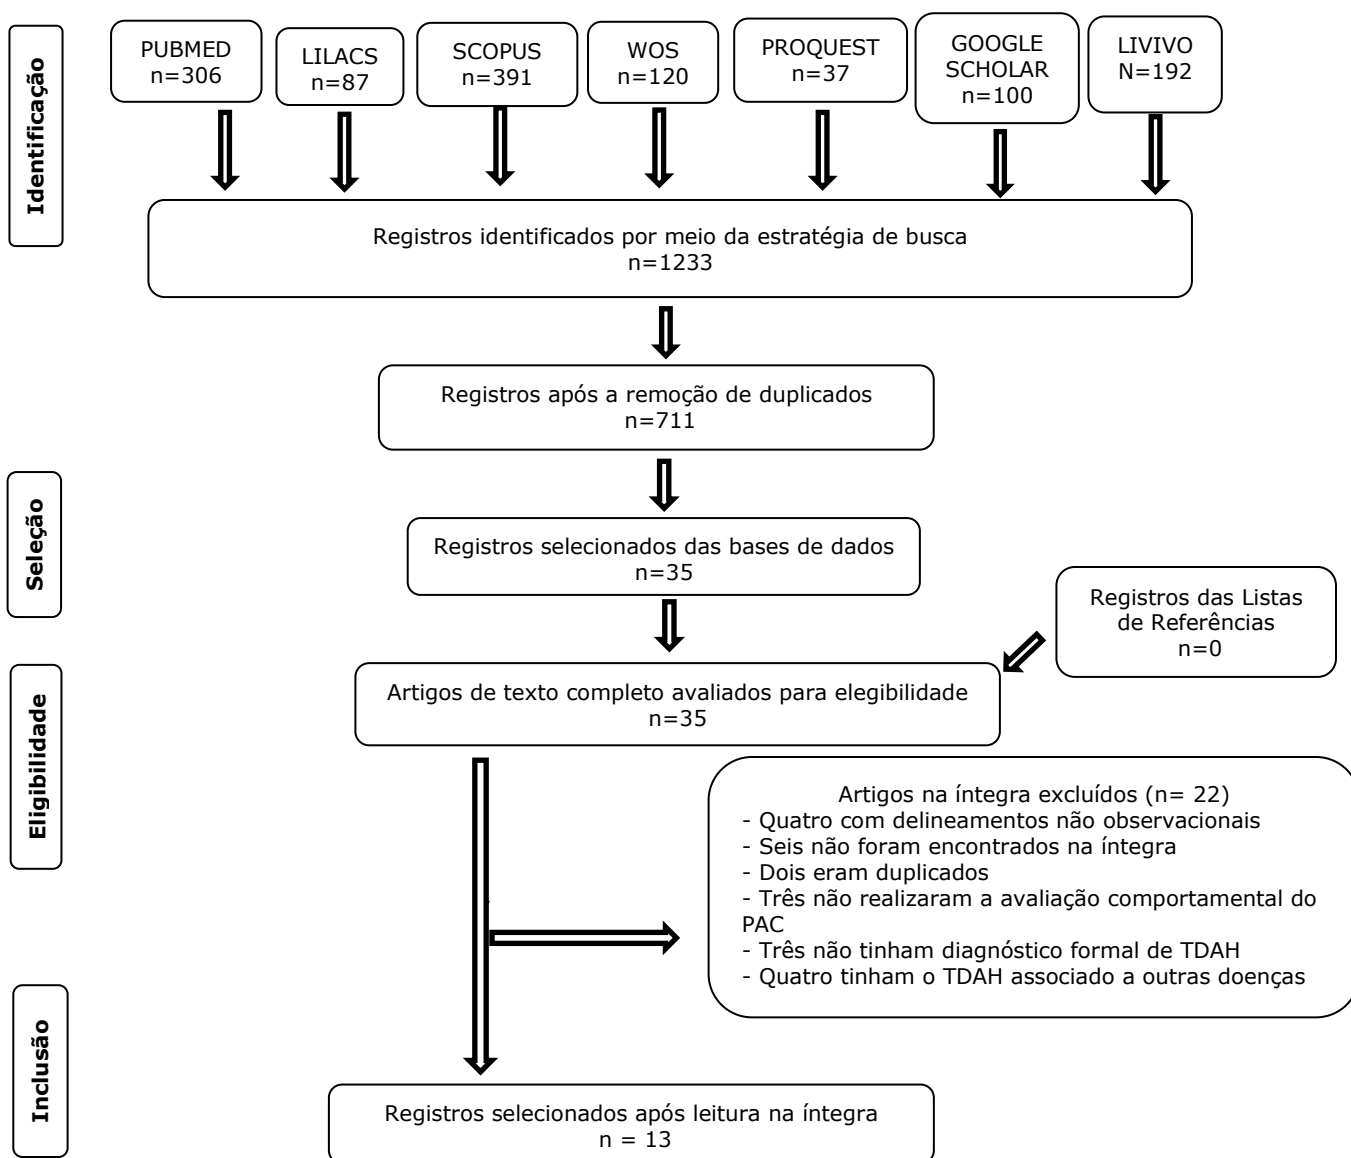 Identificação
PUBMED
n=306
LILACS
n=87
SCOPUS
n=391
WOS
n=120
PROQUEST
n=37
GOOGLE
SCHOLAR
n=100
LIVIVO
N=192
Registros identificados por meio da estratégia de busca
n=1233
Registros após a remoção de duplicados
n=711
Seleção
Registros selecionados das bases de dados
n=35
Registros das Listas
de Referências
n=0
Eligibilidade
Artigos de texto completo avaliados para elegibilidade
n=35
Artigos na íntegra excluídos (n= 22)
- Quatro com delineamentos não observacionais
- Seis não foram encontrados na íntegra
- Dois eram duplicados
- Três não realizaram a avaliação comportamental do
PAC
- Três não tinham diagnóstico formal de TDAH
- Quatro tinham o TDAH associado a outras doenças
Inclusão
Registros selecionados após leitura na íntegra
n = 13